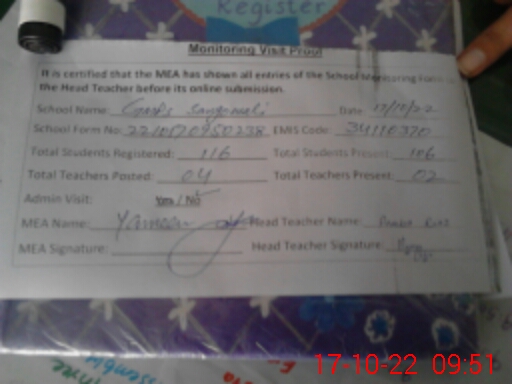 Register
Monitoring Visit Proof
It is certified that the MEA has shown all entries of the School Monitoring Form to
the Head Teacher before its online submission.
School Name: Date: 17/10/22
School Form No: EMIS Code: 34110370
Total Students Registered: 116 Total Students Present: 106
Total Teachers Posted: 04 Total Teachers Present: 02
Admin Visit: Yes / No
MEA Name: Yameen Head Teacher Name:
MEA Signature: Head Teacher Signature:
17-10-22 09:51